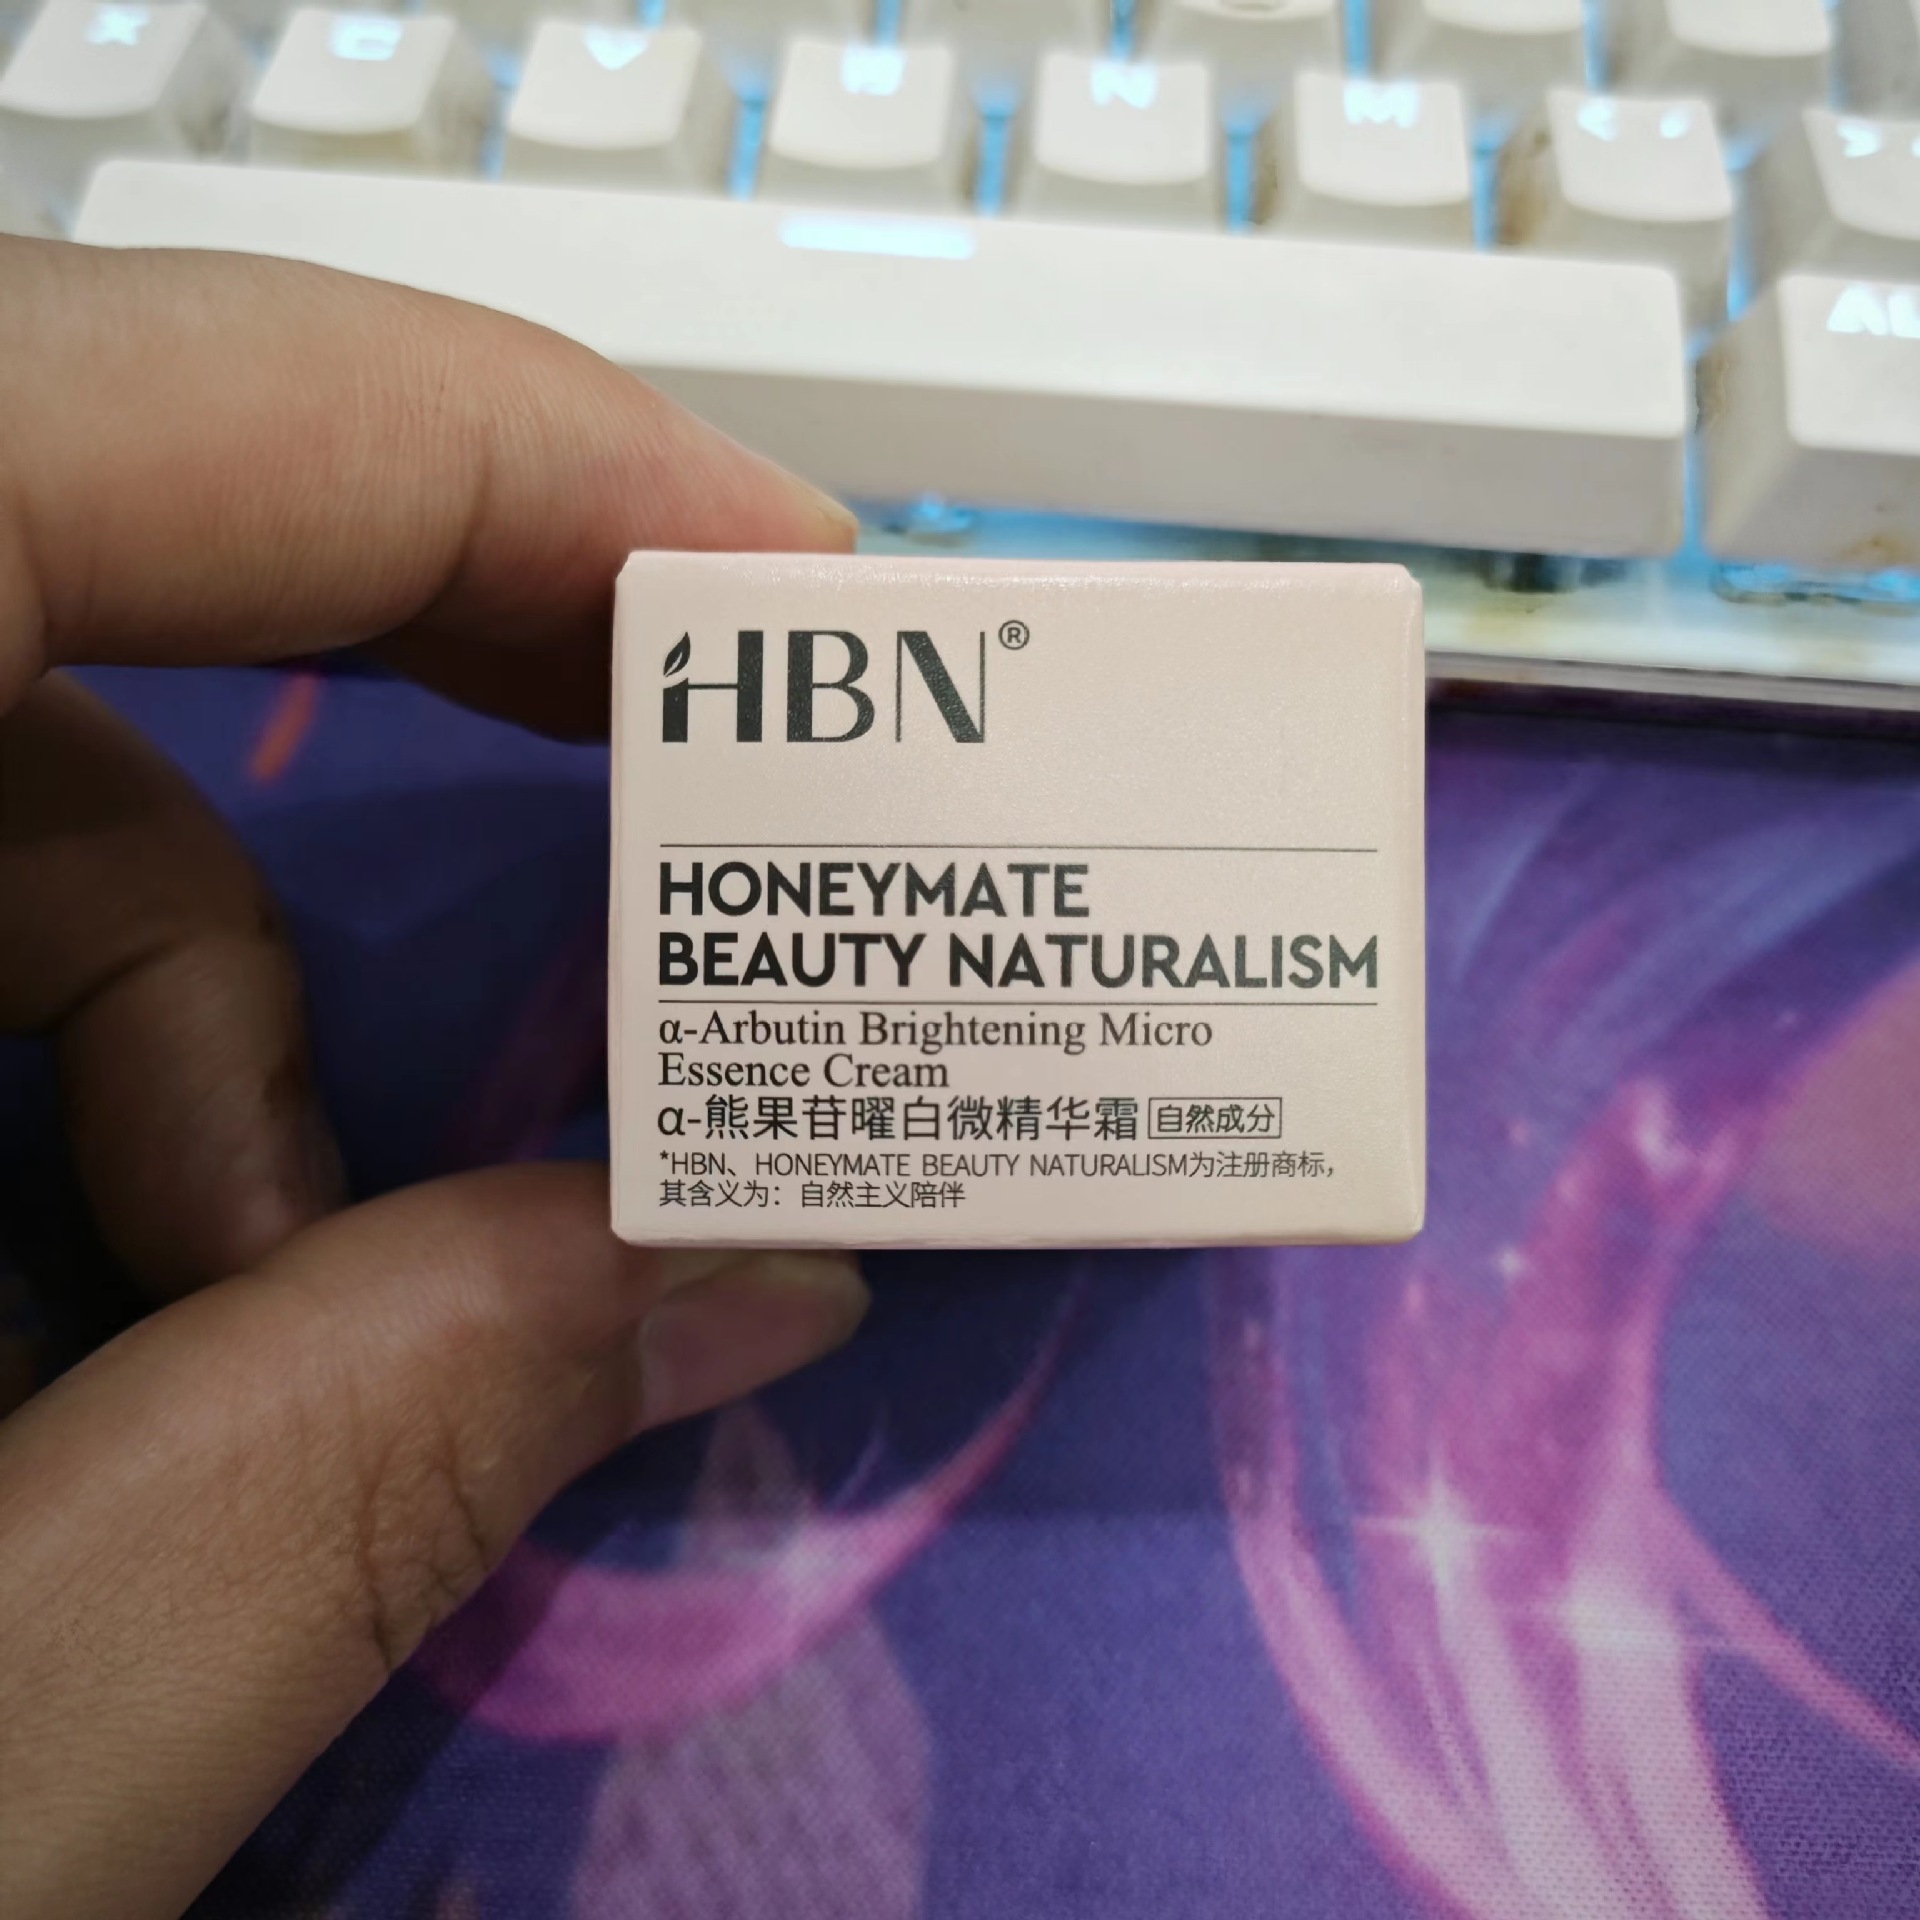 X
C
V
B
N
M
HBN®
HONEYMATE
BEAUTY NATURALISM
α-Arbutin Brightening Micro
Essence Cream
α-熊果苷曜白微精华霜 自然成分
*HBN、HONEYMATE BEAUTY NATURALISM为注册商标，
其含义为：自然主义陪伴